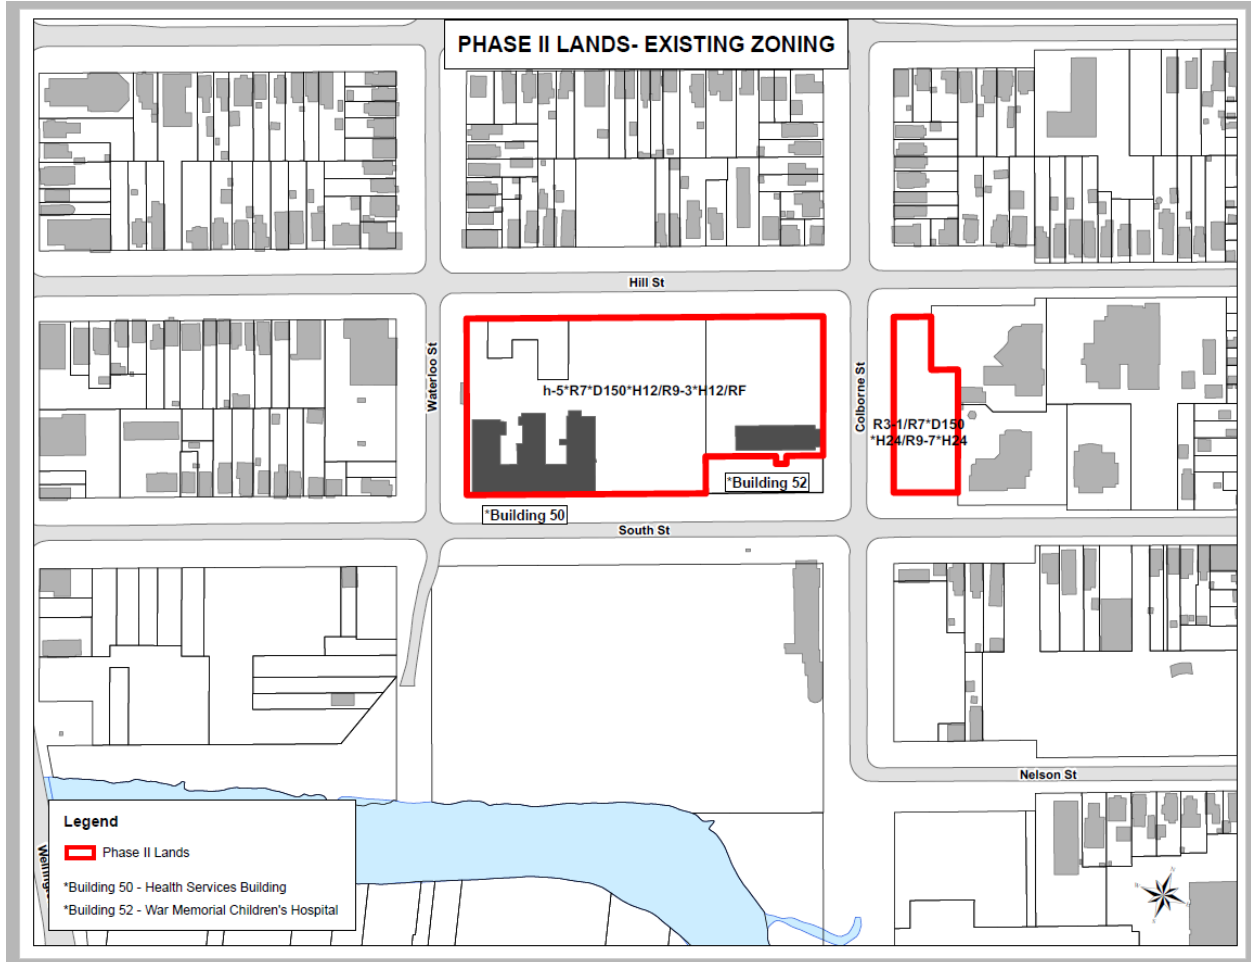 PHASE II LANDS- EXISTING ZONING
Hill St
Waterloo St
Colborne St
h-5*R7*D150*H12/R9-3*H12/RF
R3-1/R7*D150
*H24/R9-7*H24
*Building 52
*Building 50
South St
Nelson St
Legend
Phase II Lands
*Building 50 - Health Services Building
*Building 52 - War Memorial Children's Hospital